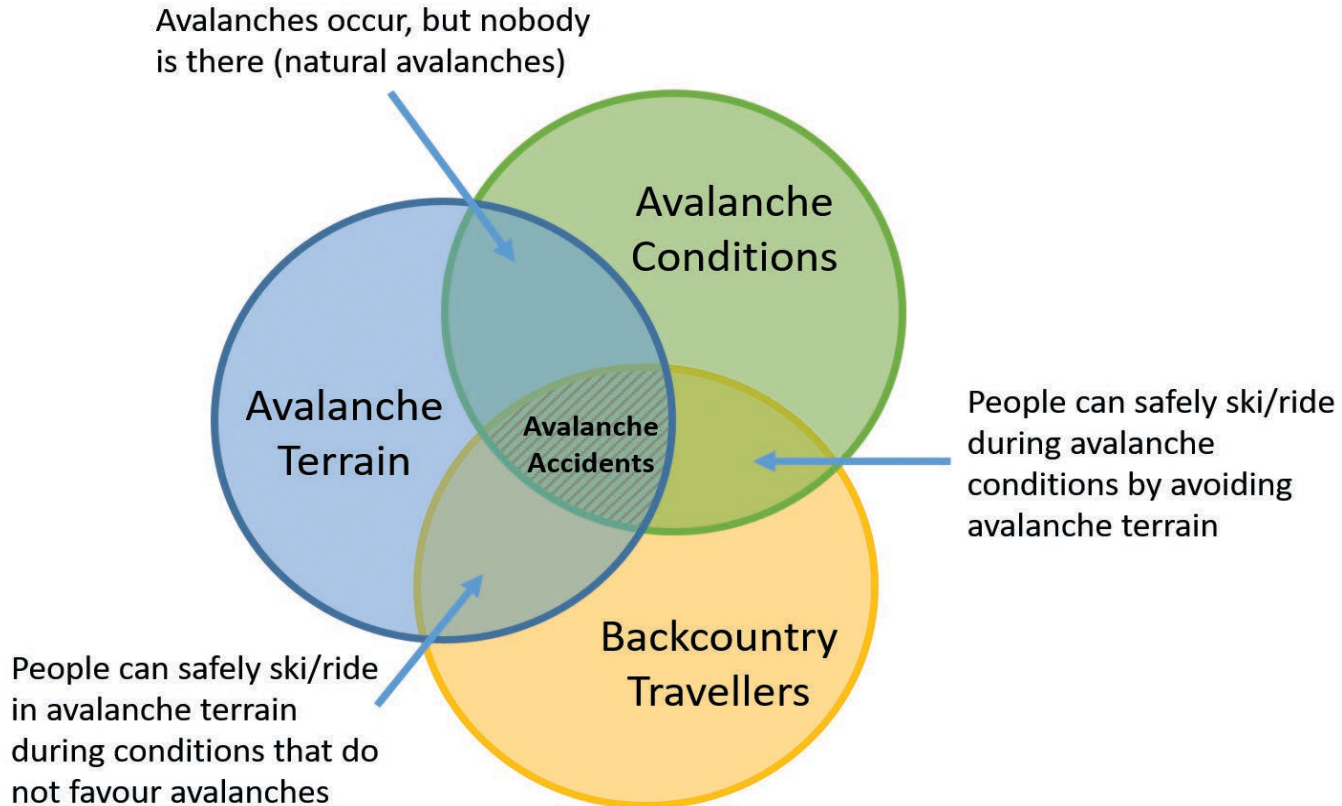 Avalanches occur, but nobody
is there (natural avalanches)
Avalanche
Conditions
Avalanche
Terrain
Avalanche
Accidents
People can safely ski/ride
during avalanche
conditions by avoiding
avalanche terrain
Backcountry
Travellers
People can safely ski/ride
in avalanche terrain
during conditions that do
not favour avalanches